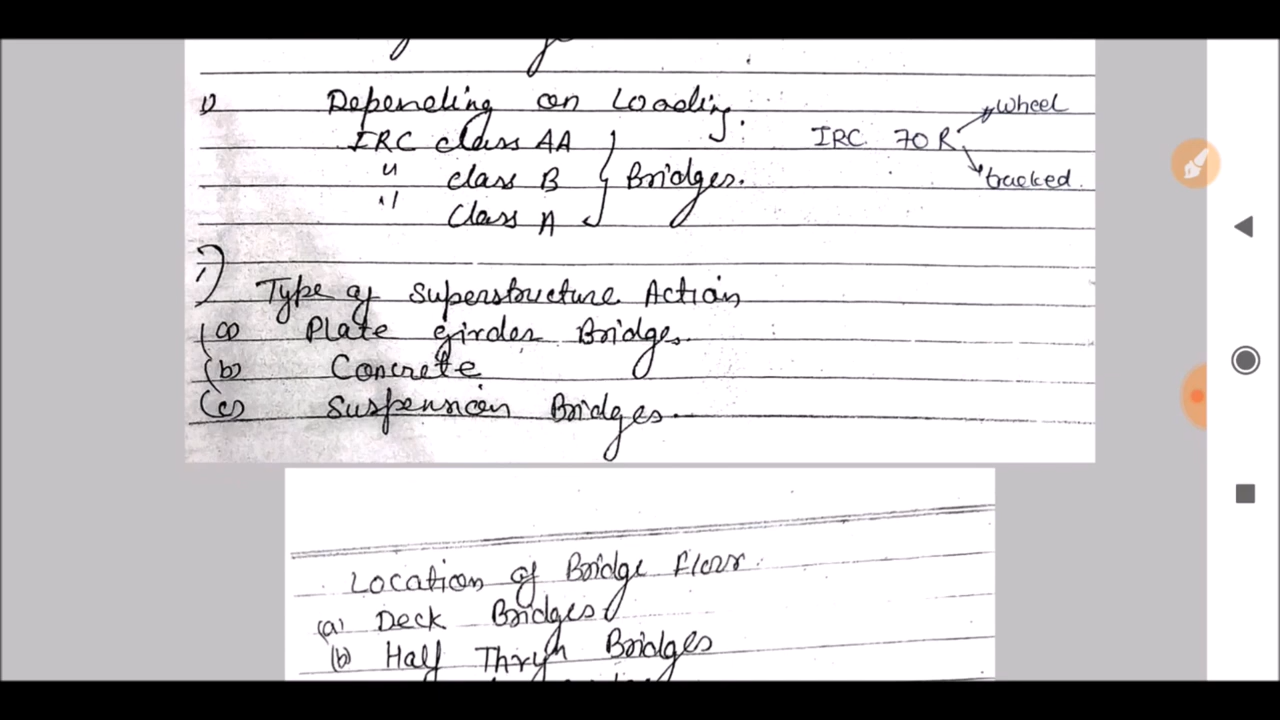 Depending on Loading:
IRC class AA
" class B } Bridges.
" class A
IRC 70 R
wheel
tracked
Type of Superstructure Action
(a) Plate girder Bridges.
(b) Concrete
(c) Suspension Bridges.
Location of Bridge Floor.
(a) Deck Bridges
(b) Half Through Bridges